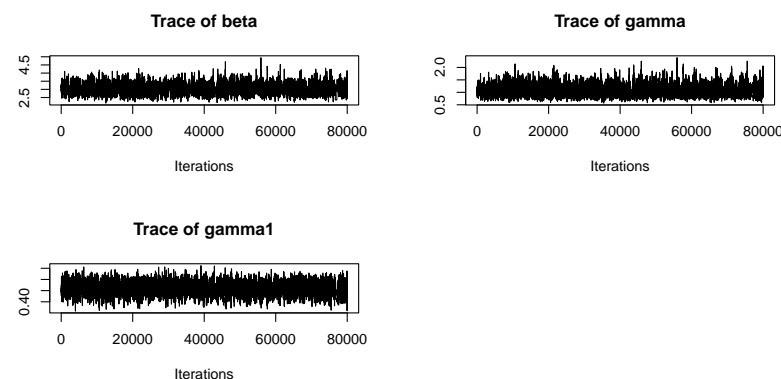 Trace of beta
4.5
2.5
0 20000 40000 60000 80000
Iterations
Trace of gamma
2.0
0.5
0 20000 40000 60000 80000
Iterations
Trace of gamma1
0.40
0 20000 40000 60000 80000
Iterations